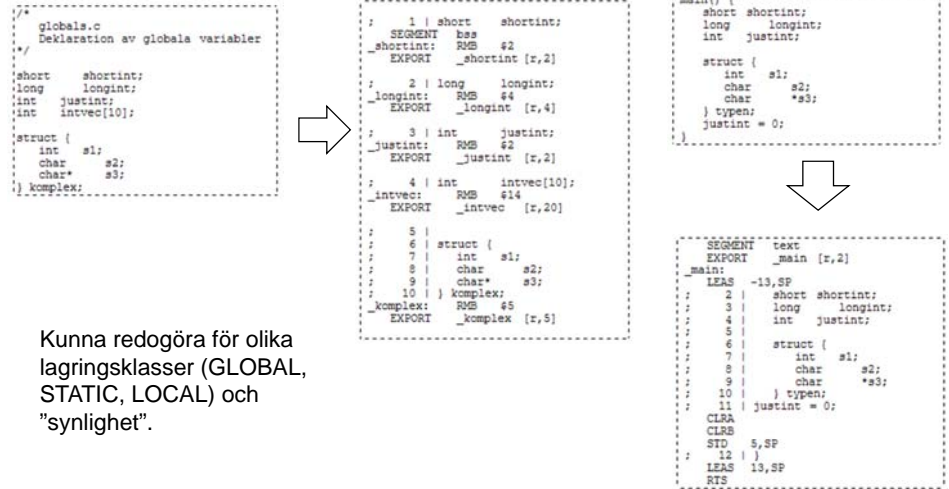 /*
globals.c
Deklaration av globala variabler
*/
short shortint;
long longint;
int justint;
int intvec[10];
struct {
int s1;
char s2;
char* s3;
} komplex;
; 1 | short shortint;
SEGMENT bss
_shortint: RMB $2
EXPORT _shortint [r,2]
; 2 | long longint;
_longint: RMB $4
EXPORT _longint [r,4]
; 3 | int justint;
_justint: RMB $2
EXPORT _justint [r,2]
; 4 | int intvec[10];
_intvec: RMB $14
EXPORT _intvec [r,20]
; 5 |
; 6 | struct {
; 7 | int s1;
; 8 | char s2;
; 9 | char* s3;
; 10 | } komplex;
_komplex: RMB $5
EXPORT _komplex [r,5]
main() {
short shortint;
long longint;
int justint;
struct {
int s1;
char s2;
char *s3;
} typen;
justint = 0;
}
SEGMENT text
EXPORT _main [r,2]
_main:
LEAS -13,SP
; 2 | short shortint;
; 3 | long longint;
; 4 | int justint;
; 5 |
; 6 | struct {
; 7 | int s1;
; 8 | char s2;
; 9 | char *s3;
; 10 | } typen;
; 11 | justint = 0;
CLRA
CLRB
STD 5,SP
; 12 | }
LEAS 13,SP
RTS
Kunna redogöra för olika
lagringsklasser (GLOBAL,
STATIC, LOCAL) och
”synlighet”.